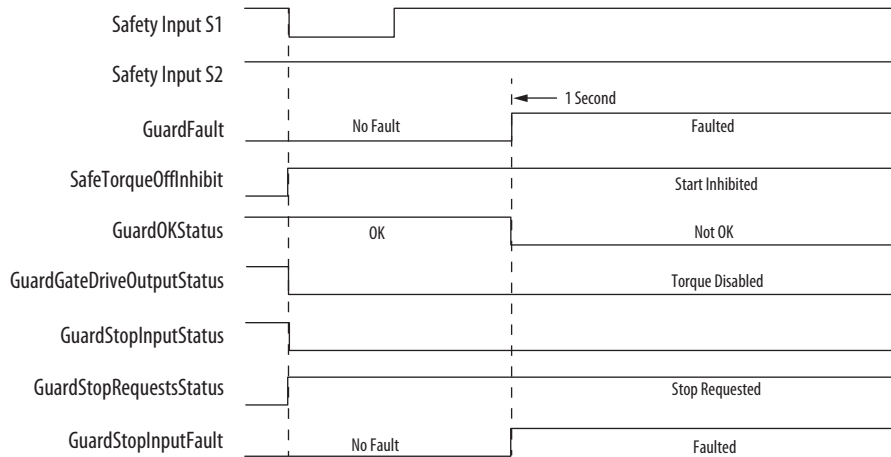 Safety Input S1
Safety Input S2
1 Second
GuardFault
No Fault
Faulted
SafeTorqueOffInhibit
Start Inhibited
GuardOKStatus
OK
Not OK
GuardGateDriveOutputStatus
Torque Disabled
GuardStopInputStatus
GuardStopRequestsStatus
Stop Requested
GuardStopInputFault
No Fault
Faulted